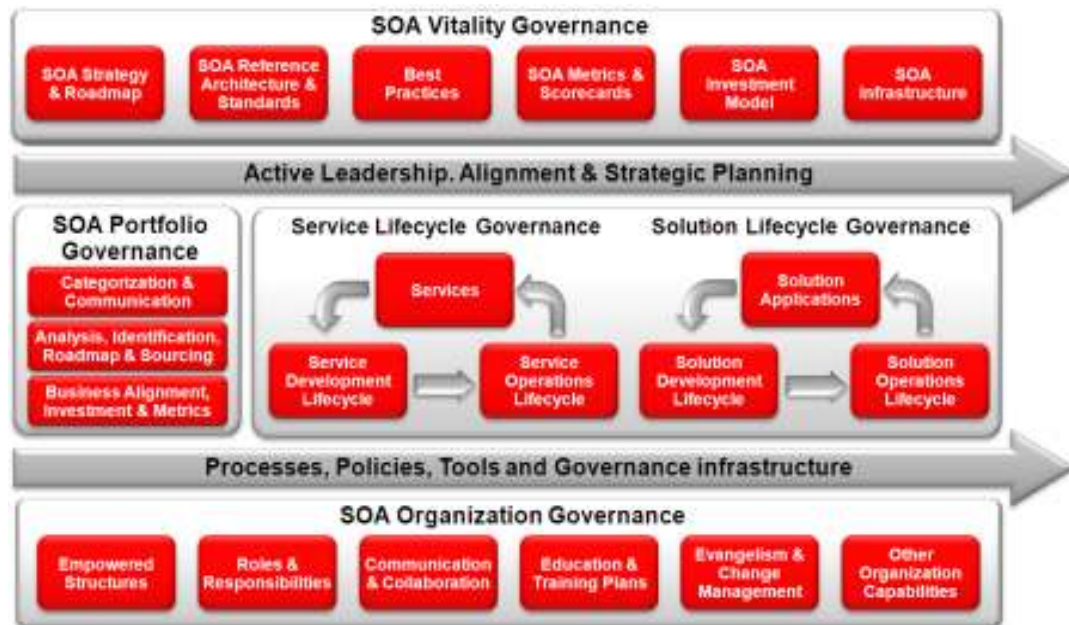 SOA Vitality Governance
SOA Strategy
& Roadmap
SOA Reference
Architecture &
Standards
Best
Practices
SOA Metrics &
Scorecards
SOA
Investment
Model
SOA
Infrastructure
Active Leadership. Alignment & Strategic Planning
SOA Portfolio
Governance
Categorization &
Communication
Analysis, Identification,
Roadmap & Sourcing
Business Alignment,
Investment & Metrics
Service Lifecycle Governance
Services
Service
Development
Lifecycle
Service
Operations
Lifecycle
Solution Lifecycle Governance
Solution
Applications
Solution
Development
Lifecycle
Solution
Operations
Lifecycle
Processes, Policies, Tools and Governance infrastructure
SOA Organization Governance
Empowered
Structures
Roles &
Responsibilities
Communication
& Collaboration
Education &
Training Plans
Evangelism &
Change
Management
Other
Organization
Capabilities